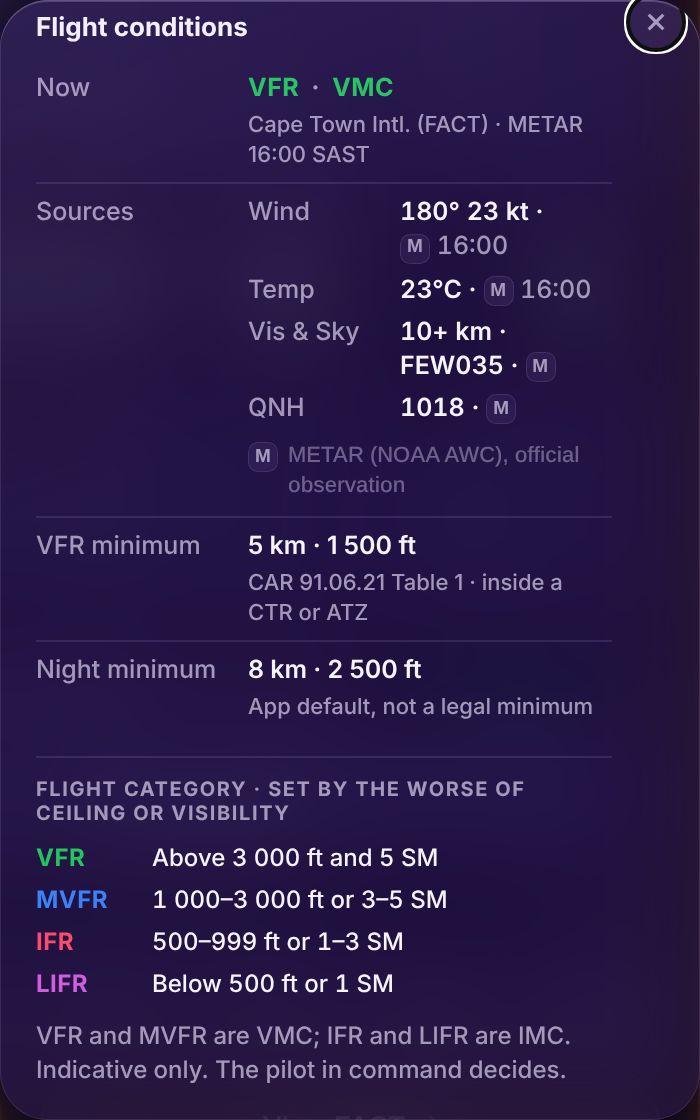 Flight conditions
Now
VFR · VMC
Cape Town Intl. (FACT) · METAR
16:00 SAST
Sources
Wind
180° 23 kt ·
M 16:00
Temp
23°C · M 16:00
Vis & Sky
10+ km ·
FEW035 · M
QNH
1018 · M
M METAR (NOAA AWC), official
observation
VFR minimum
5 km · 1 500 ft
CAR 91.06.21 Table 1 · inside a
CTR or ATZ
Night minimum
8 km · 2 500 ft
App default, not a legal minimum
FLIGHT CATEGORY · SET BY THE WORSE OF
CEILING OR VISIBILITY
VFR Above 3 000 ft and 5 SM
MVFR 1 000–3 000 ft or 3–5 SM
IFR 500–999 ft or 1–3 SM
LIFR Below 500 ft or 1 SM
VFR and MVFR are VMC; IFR and LIFR are IMC.
Indicative only. The pilot in command decides.